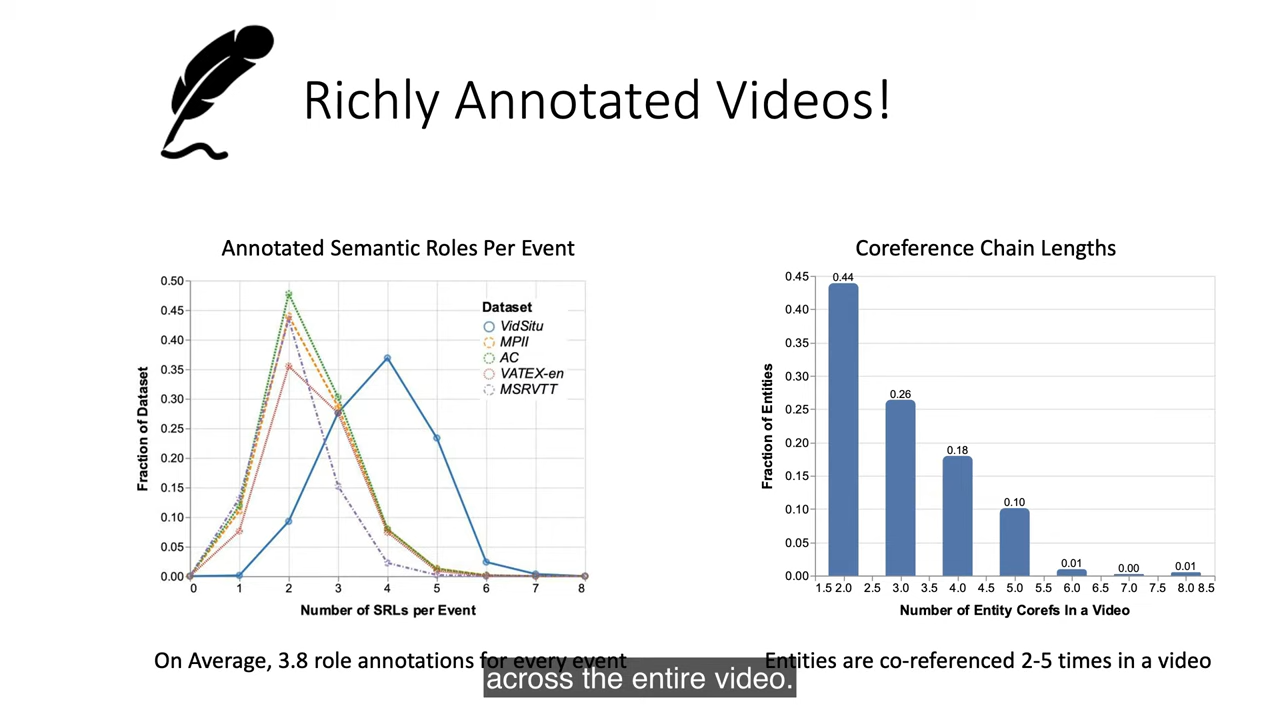 Richly Annotated Videos!
Annotated Semantic Roles Per Event
0.50
0.45
0.40
0.35
0.30
0.25
0.20
0.15
0.10
0.05
0.00
Fraction of Dataset
Dataset
VidSitu
MPII
AC
VATEX-en
MSRVTT
0 1 2 3 4 5 6 7 8
Number of SRLs per Event
On Average, 3.8 role annotations for every event
Coreference Chain Lengths
0.45
0.40
0.35
0.30
0.25
0.20
0.15
0.10
0.05
0.00
Fraction of Entities
0.44
0.26
0.18
0.10
0.01
0.00
0.01
1.5 2.0 2.5 3.0 3.5 4.0 4.5 5.0 5.5 6.0 6.5 7.0 7.5 8.0 8.5
Number of Entity Corefs In a Video
Entities are co-referenced 2-5 times in a video
across the entire video.